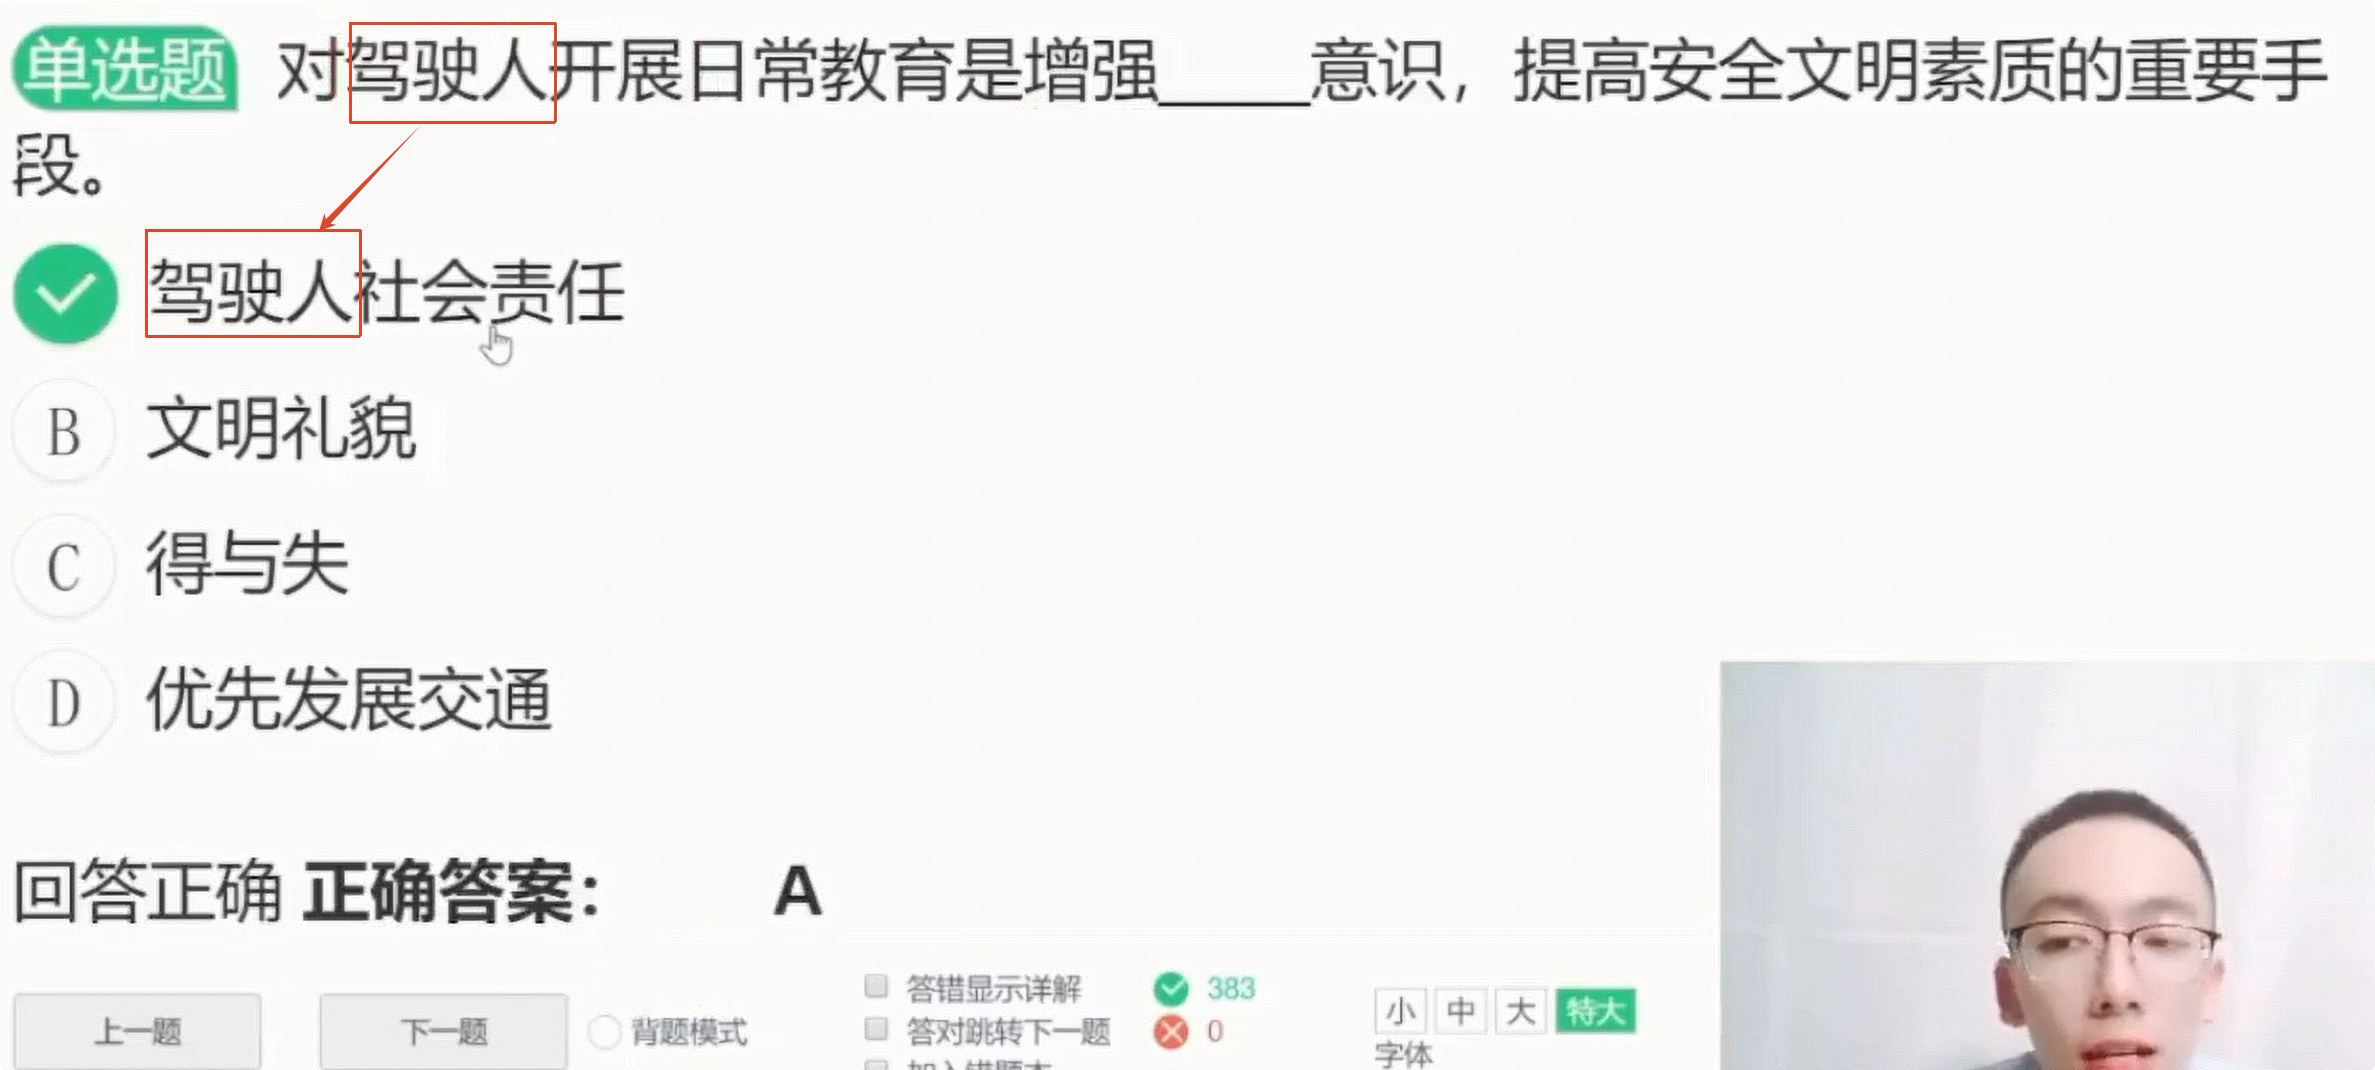 单选题 对驾驶人开展日常教育是增强_____意识，提高安全文明素质的重要手
段。
驾驶人社会责任
B 文明礼貌
C 得与失
D 优先发展交通
回答正确 正确答案： A
上一题 下一题 背题模式
答错显示详解 383
答对跳转下一题 0
加入错题本
小 中 大 特大
字体